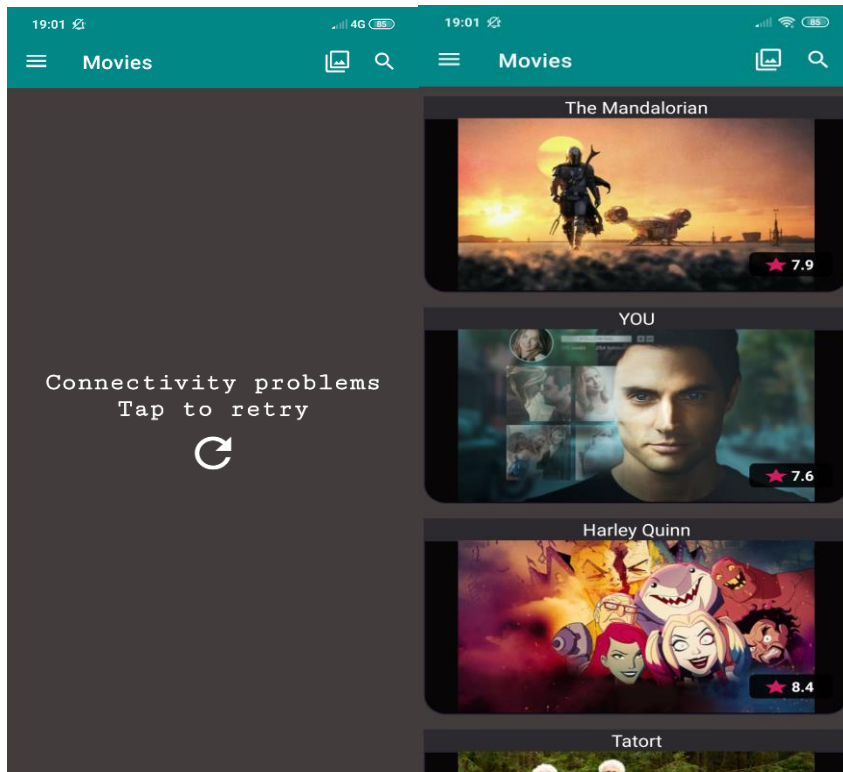 19:01
4G 85
Movies
Connectivity problems
Tap to retry
19:01
85
Movies
The Mandalorian
7.9
YOU
7.6
Harley Quinn
8.4
Tatort